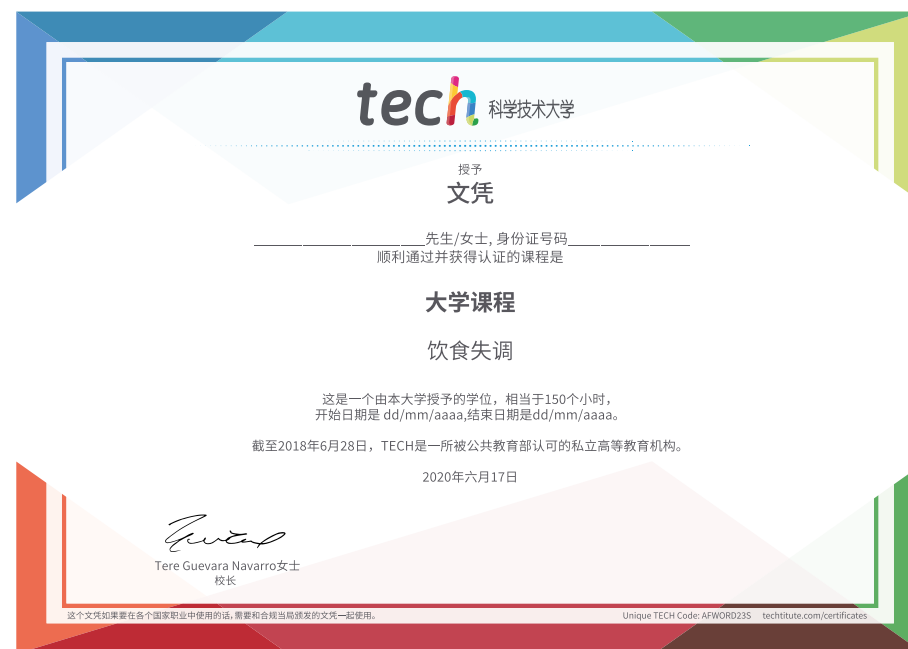 tech 科学技术大学
授予
文凭
______________________先生/女士, 身份证号码_______________
顺利通过并获得认证的课程是
大学课程
饮食失调
这是一个由本大学授予的学位，相当于150个小时，
开始日期是 dd/mm/aaaa,结束日期是dd/mm/aaaa。
截至2018年6月28日，TECH是一所被公共教育部认可的私立高等教育机构。
2020年六月17日
Tere Guevara Navarro女士
校长
这个文凭如果要在各个国家职业中使用的话,需要和合规当局颁发的文凭一起使用。
Unique TECH Code: AFWORD23S techtitute.com/certificates